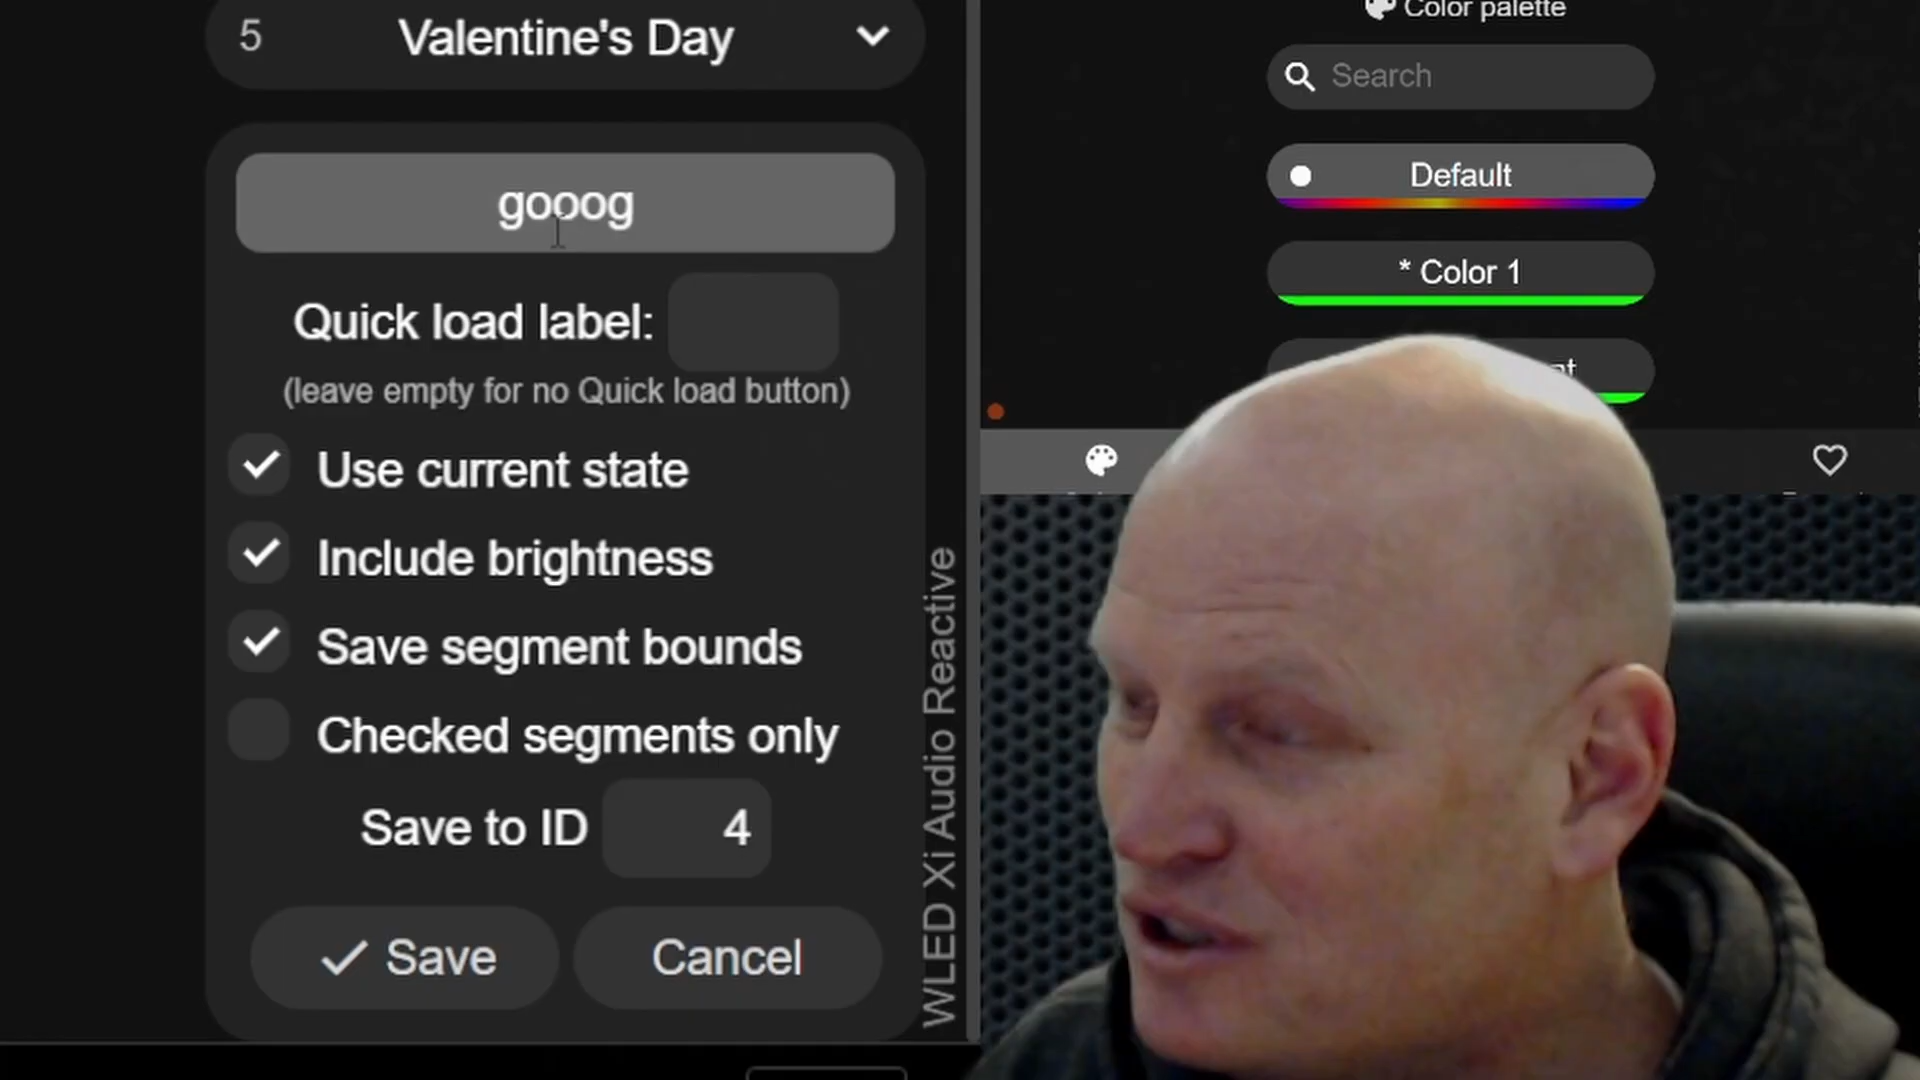 5 Valentine's Day
gooog
Quick load label:
(leave empty for no Quick load button)
Use current state
Include brightness
Save segment bounds
Checked segments only
Save to ID 4
Save Cancel
WLED Xi Audio Reactive
Color palette
Search
Default
* Color 1